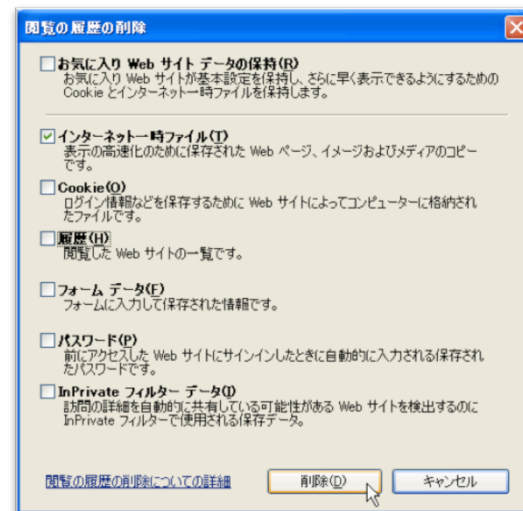 閲覧の履歴の削除
お気に入り Web サイト データの保持(R)
お気に入り Web サイトが基本設定を保持し、さらに早く表示できるようにするための
Cookie とインターネット一時ファイルを保持します。
インターネット一時ファイル(T)
表示の高速化のために保存された Web ページ、イメージおよびメディアのコピー
です。
Cookie(O)
ログイン情報などを保存するために Web サイトによってコンピューターに格納され
たファイルです。
履歴(H)
閲覧した Web サイトの一覧です。
フォーム データ(F)
フォームに入力して保存された情報です。
パスワード(P)
前にアクセスした Web サイトにサインインしたときに自動的に入力される保存され
たパスワードです。
InPrivate フィルター データ(I)
訪問の詳細を自動的に共有している可能性がある Web サイトを検出するのに
InPrivate フィルターで使用される保存データ。
閲覧の履歴の削除についての詳細 削除(D) キャンセル